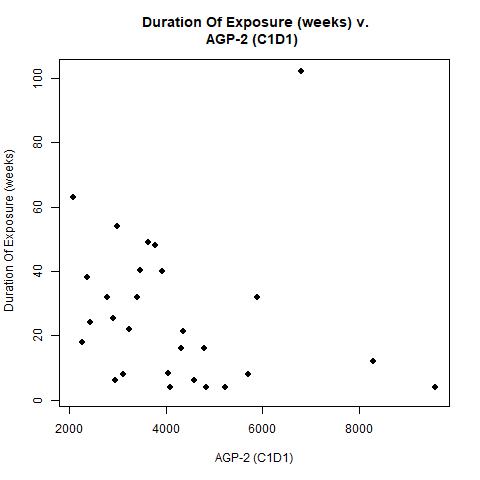 Duration Of Exposure (weeks) v.
AGP-2 (C1D1)
100
80
60
40
20
0
Duration Of Exposure (weeks)
2000 4000 6000 8000
AGP-2 (C1D1)